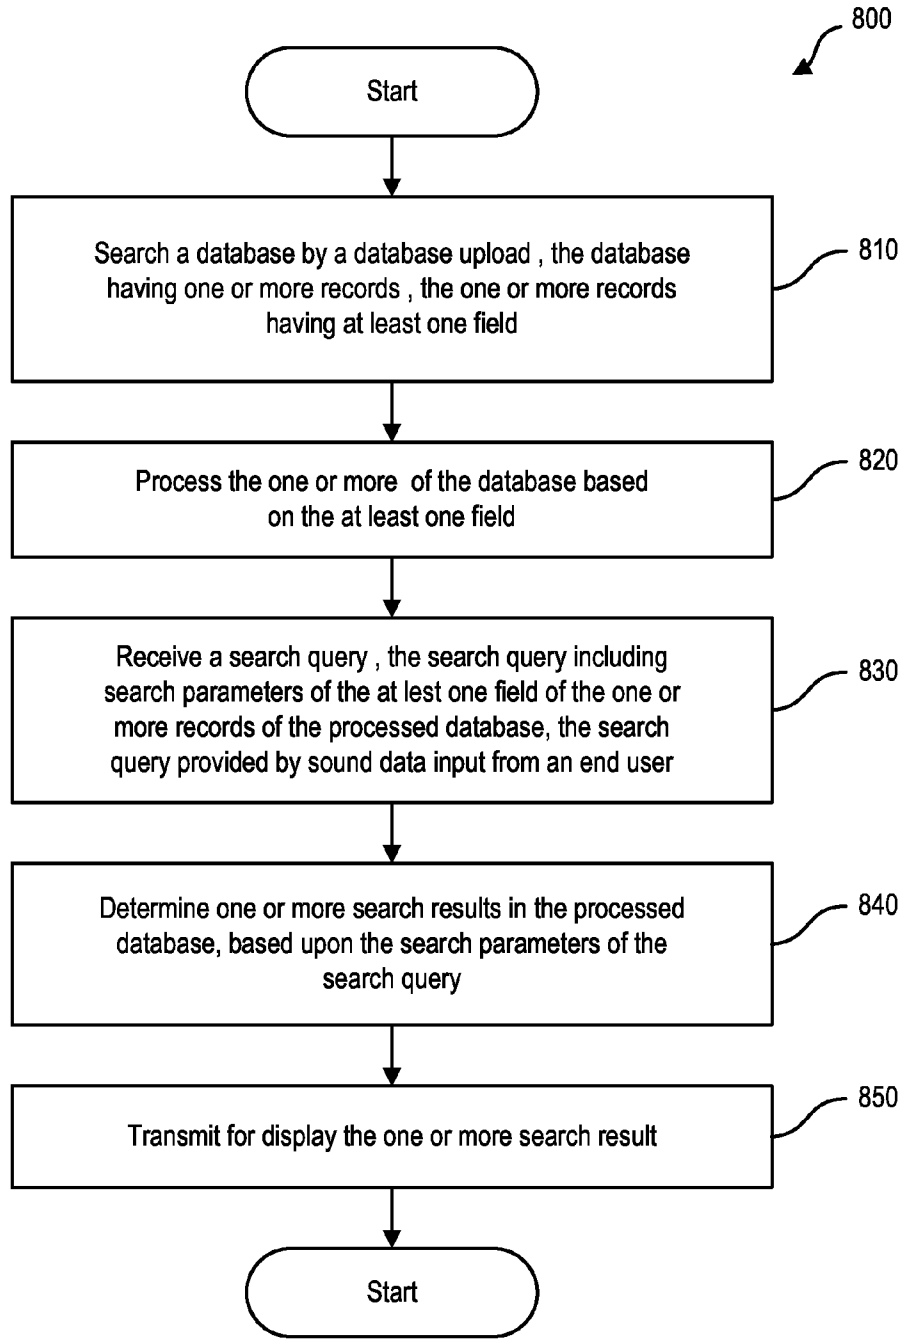 800
Start
Search a database by a database upload , the database
having one or more records , the one or more records
having at least one field
810
Process the one or more of the database based
on the at least one field
820
Receive a search query , the search query including
search parameters of the at lest one field of the one or
more records of the processed database, the search
query provided by sound data input from an end user
830
Determine one or more search results in the processed
database, based upon the search parameters of the
search query
840
Transmit for display the one or more search result
850
Start